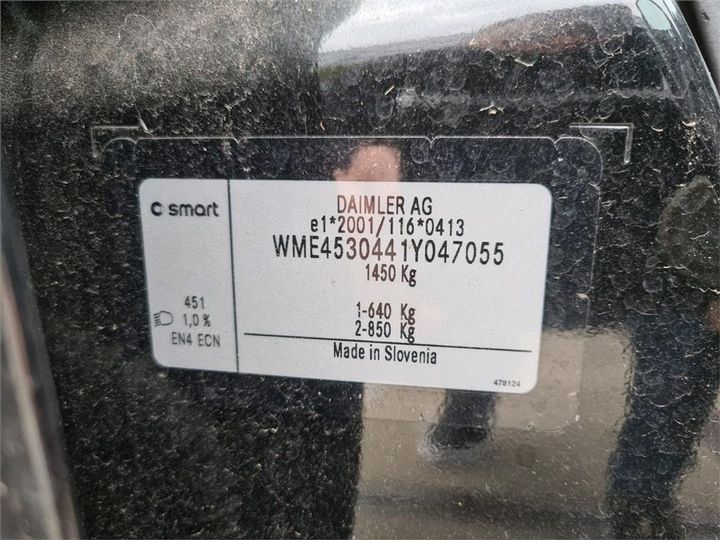 smart
451
1,0 %
EN4 ECN
DAIMLER AG
e1*2001/116*0413
WME4530441Y047055
1450 Kg
1-640 Kg
2-850 Kg
Made in Slovenia
478124